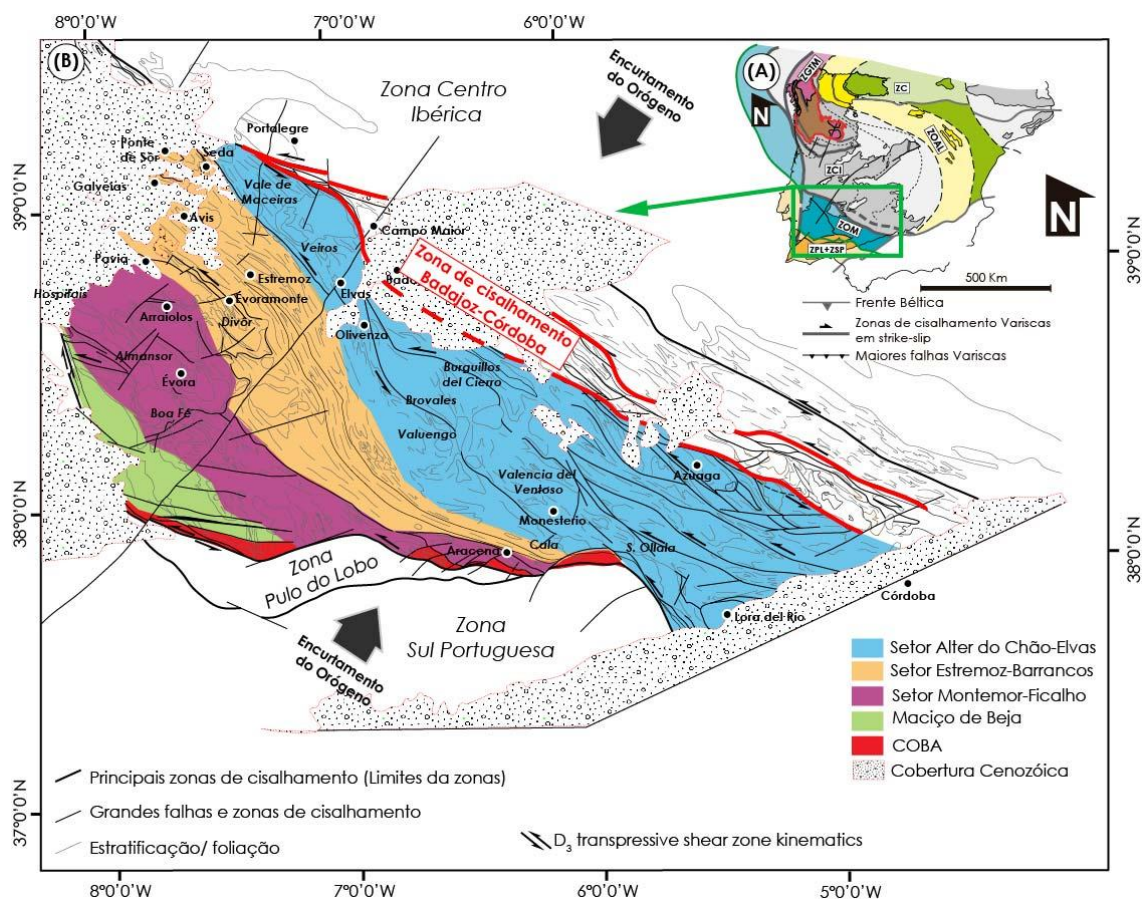 8°0'0"W
6°0'0"W
(B)
Encurtamento
do Orógeno
Zona Centro
Ibérica
(A)
N
ZGTM
ZC
ZOAL
ZCI
ZOM
ZPL+ZSP
N
500 Km
Frente Béltica
Zonas de cisalhamento Variscas
em strike-slip
Maiores falhas Variscas
39°0'0"N
39°0'0"N
Portalegre
Ponte
de Sôr
Seda
Galveias
Vale de
Maceiras
Avis
Campo Maior
Veiros
Pavia
Estremoz
Elvas
Zona de cisalhamento
Badajoz-Córdoba
Hospitais
Évoramonte
Arraiolos
Divôr
Olivenza
Almansor
Évora
Burguillos
del Cierro
Brovales
Boa Fé
Valuengo
Valencia del
Ventoso
Azuaga
Monesterio
38°0'0"N
38°0'0"N
Aracena
Cala
S. Ollala
Zona
Pulo do Lobo
Córdoba
Lora del Rio
Zona
Sul Portuguesa
Encurtamento
do Orógeno
Setor Alter do Chão-Elvas
Setor Estremoz-Barrancos
Setor Montemor-Ficalho
Maciço de Beja
COBA
Cobertura Cenozóica
Principais zonas de cisalhamento (Limites da zonas)
Grandes falhas e zonas de cisalhamento
Estratificação/ foliação
D3 transpressive shear zone kinematics
37°0'0"N
37°0'0"N
8°0'0"W
7°0'0"W
6°0'0"W
5°0'0"W